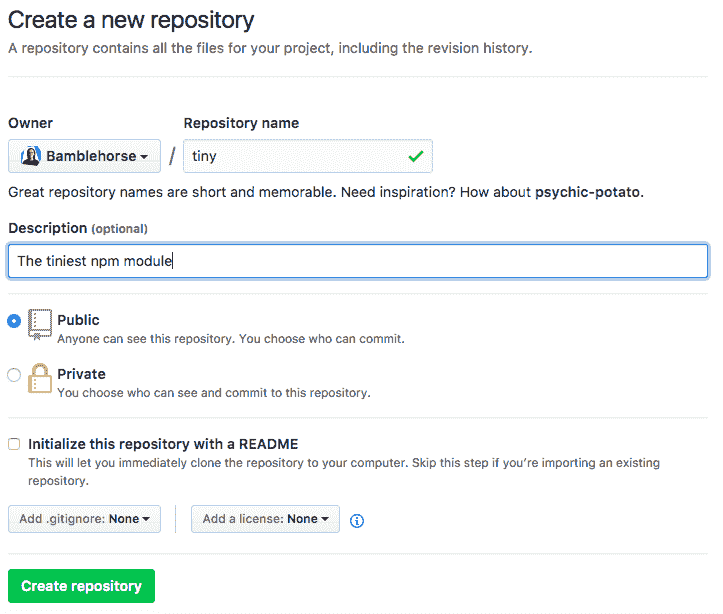 Create a new repository
A repository contains all the files for your project, including the revision history.
Owner
Repository name
Bamblehorse / tiny
Great repository names are short and memorable. Need inspiration? How about psychic-potato.
Description (optional)
The tiniest npm module
Public
Anyone can see this repository. You choose who can commit.
Private
You choose who can see and commit to this repository.
Initialize this repository with a README
This will let you immediately clone the repository to your computer. Skip this step if you’re importing an existing
repository.
Add .gitignore: None
Add a license: None
Create repository